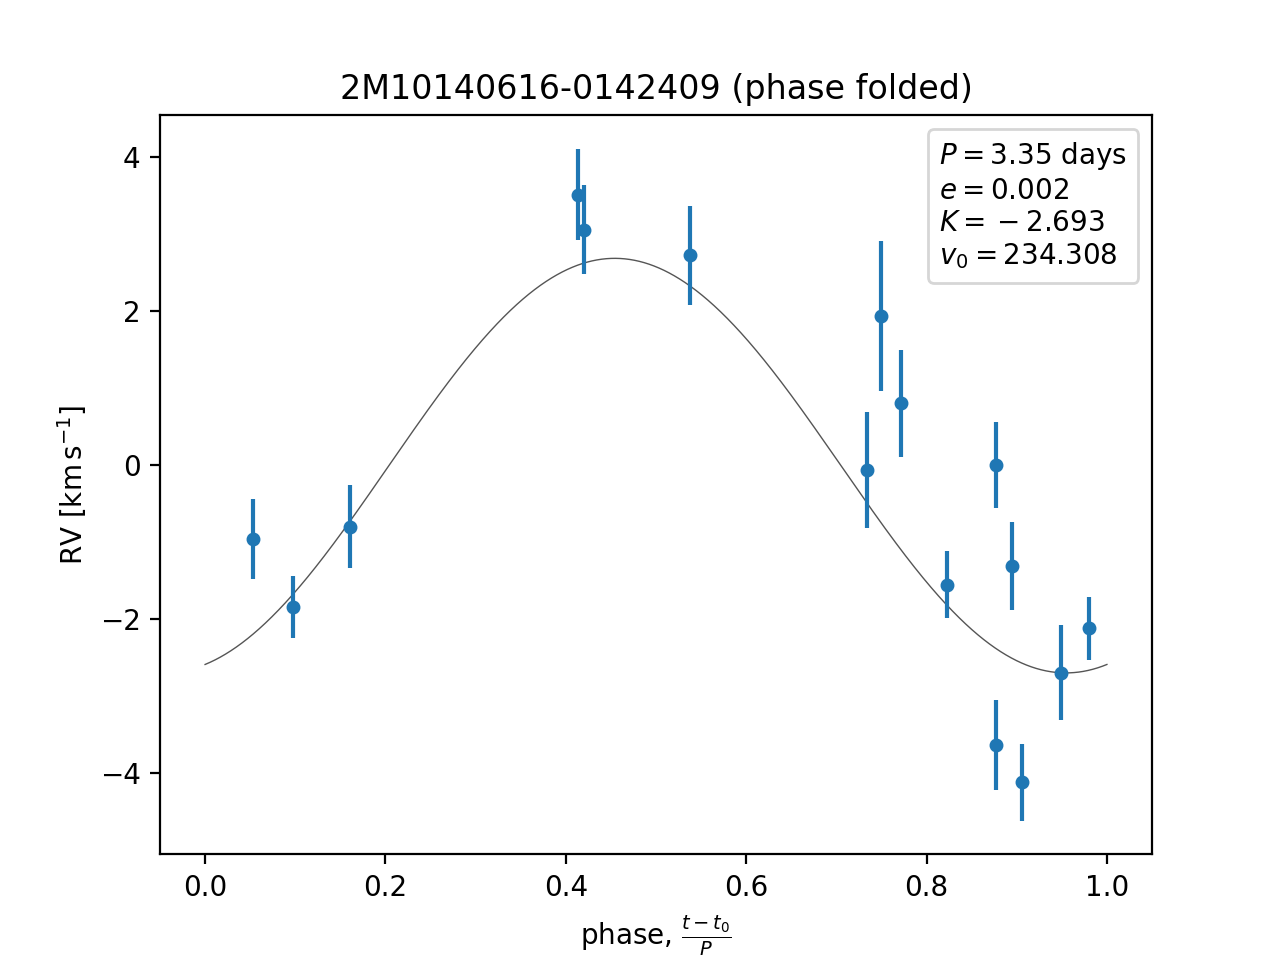 2M10140616-0142409 (phase folded)
P = 3.35 days
e = 0.002
K = −2.693
v₀ = 234.308
4
2
0
−2
−4
RV [km s⁻¹]
0.0 0.2 0.4 0.6 0.8 1.0
phase, (t − t₀)/P